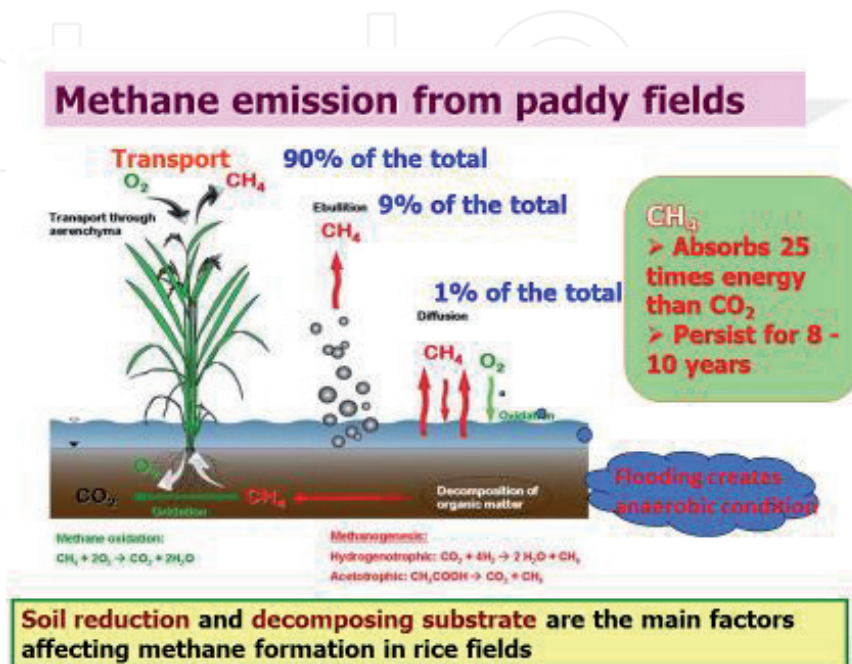 Methane emission from paddy fields
Transport 90% of the total
O₂ CH₄
Transport through
aerenchyma
Ebullition 9% of the total
CH₄
1% of the total
Diffusion
CH₄ O₂
Oxidation
CH₄
➤ Absorbs 25
times energy
than CO₂
➤ Persist for 8 -
10 years
O₂
CO₂ CH₄
Oxidation
Decomposition of
organic matter
Flooding creates
anaerobic condition
Methane oxidation:
CH₄ + 2O₂ → CO₂ + 2H₂O
Methanogenesis:
Hydrogenotrophic: CO₂ + 4H₂ → 2 H₂O + CH₄
Acetotrophic: CH₃COOH → CO₂ + CH₄
Soil reduction and decomposing substrate are the main factors
affecting methane formation in rice fields